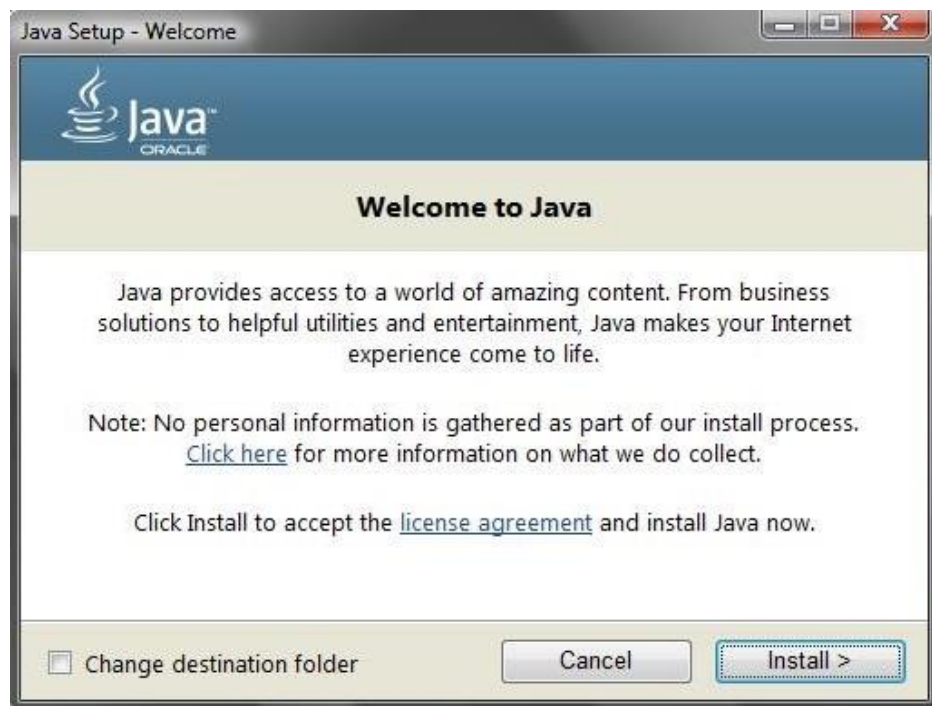 Java Setup - Welcome
Java™
ORACLE
Welcome to Java
Java provides access to a world of amazing content. From business
solutions to helpful utilities and entertainment, Java makes your Internet
experience come to life.
Note: No personal information is gathered as part of our install process.
Click here for more information on what we do collect.
Click Install to accept the license agreement and install Java now.
Change destination folder
Cancel
Install >